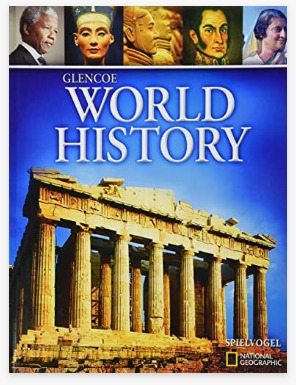 GLENCOE
WORLD
HISTORY
SPIELVOGEL
NATIONAL
GEOGRAPHIC